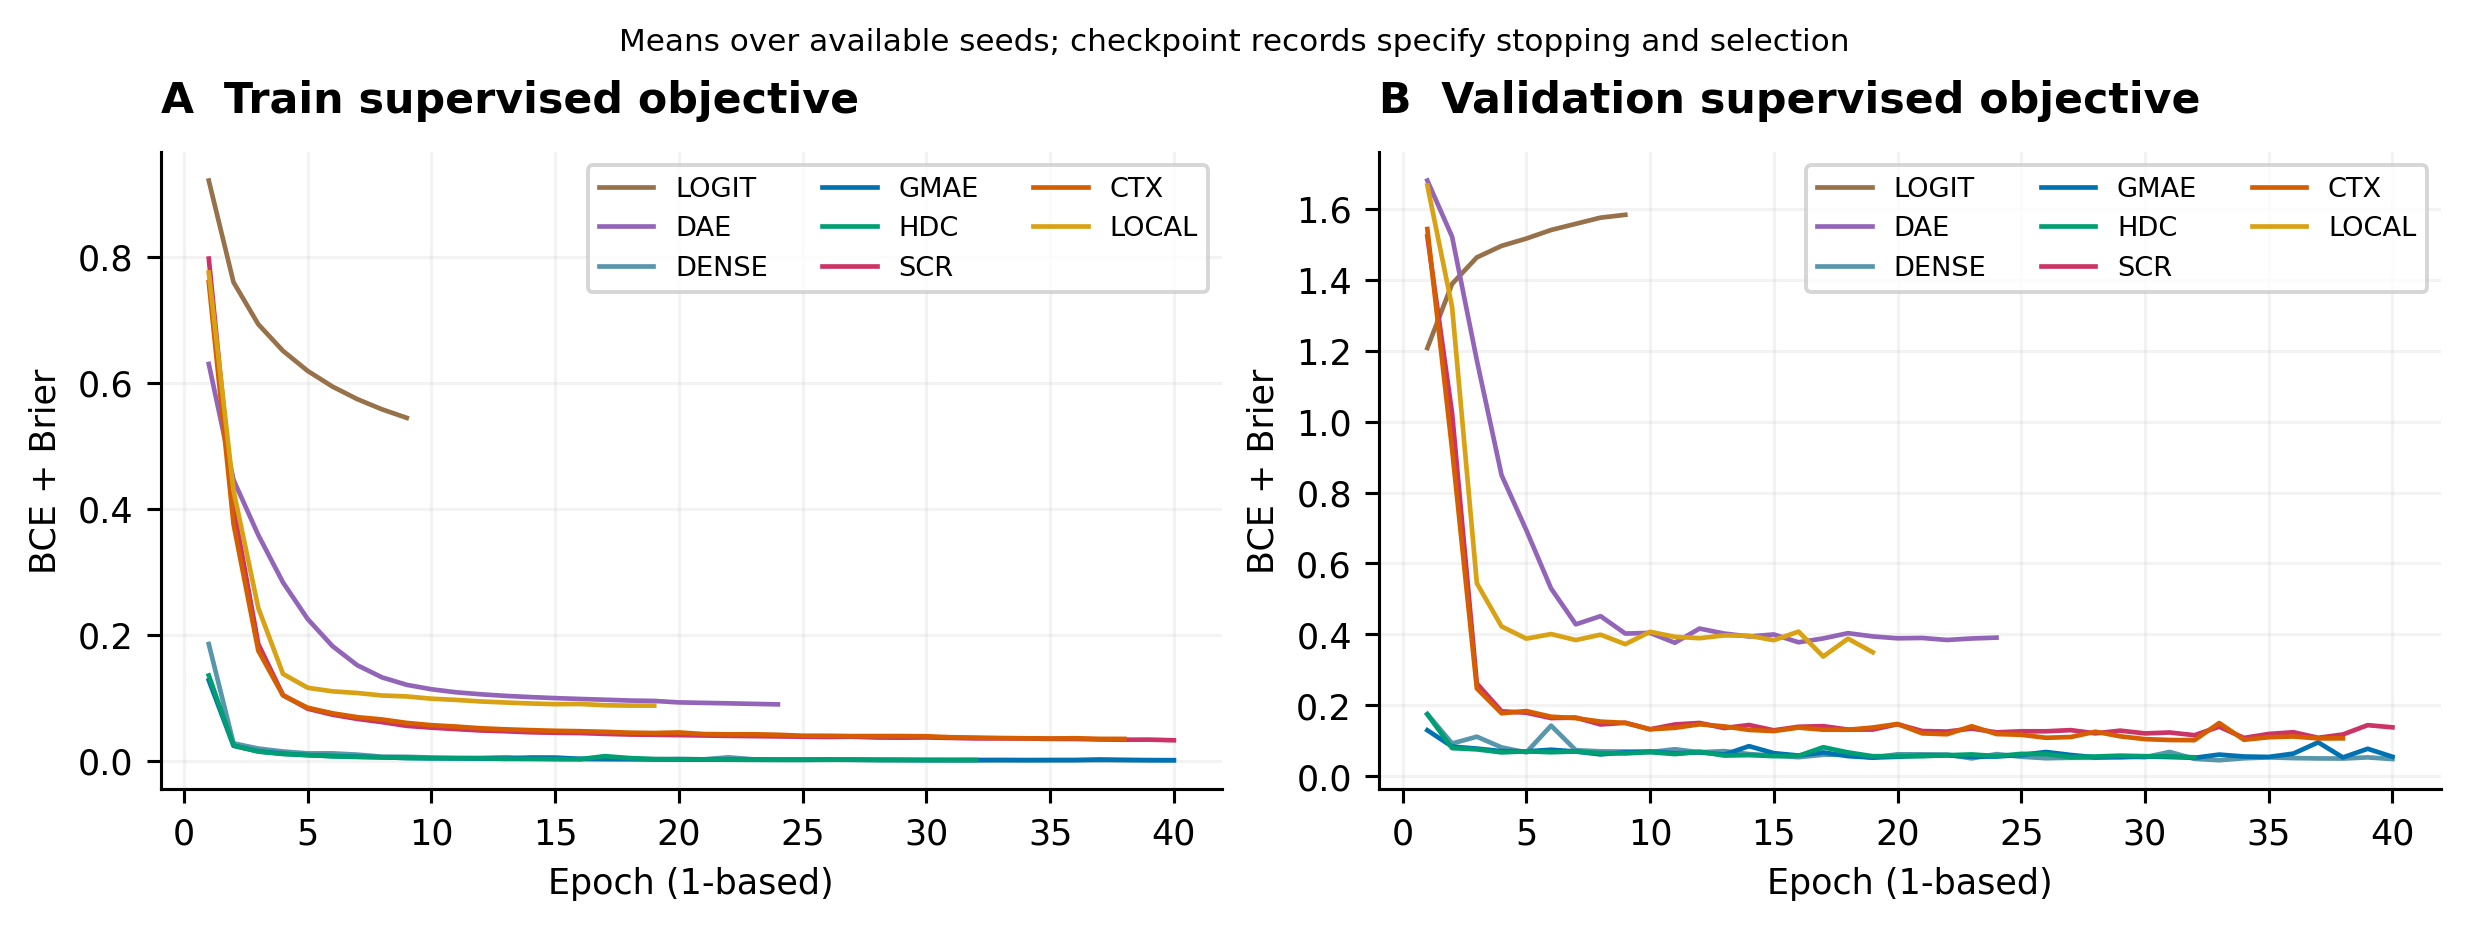 Means over available seeds; checkpoint records specify stopping and selection
A Train supervised objective
BCE + Brier
0.8
0.6
0.4
0.2
0.0
LOGIT GMAE CTX
DAE HDC LOCAL
DENSE SCR
0 5 10 15 20 25 30 35 40
Epoch (1-based)
B Validation supervised objective
BCE + Brier
1.6
1.4
1.2
1.0
0.8
0.6
0.4
0.2
0.0
LOGIT GMAE CTX
DAE HDC LOCAL
DENSE SCR
0 5 10 15 20 25 30 35 40
Epoch (1-based)